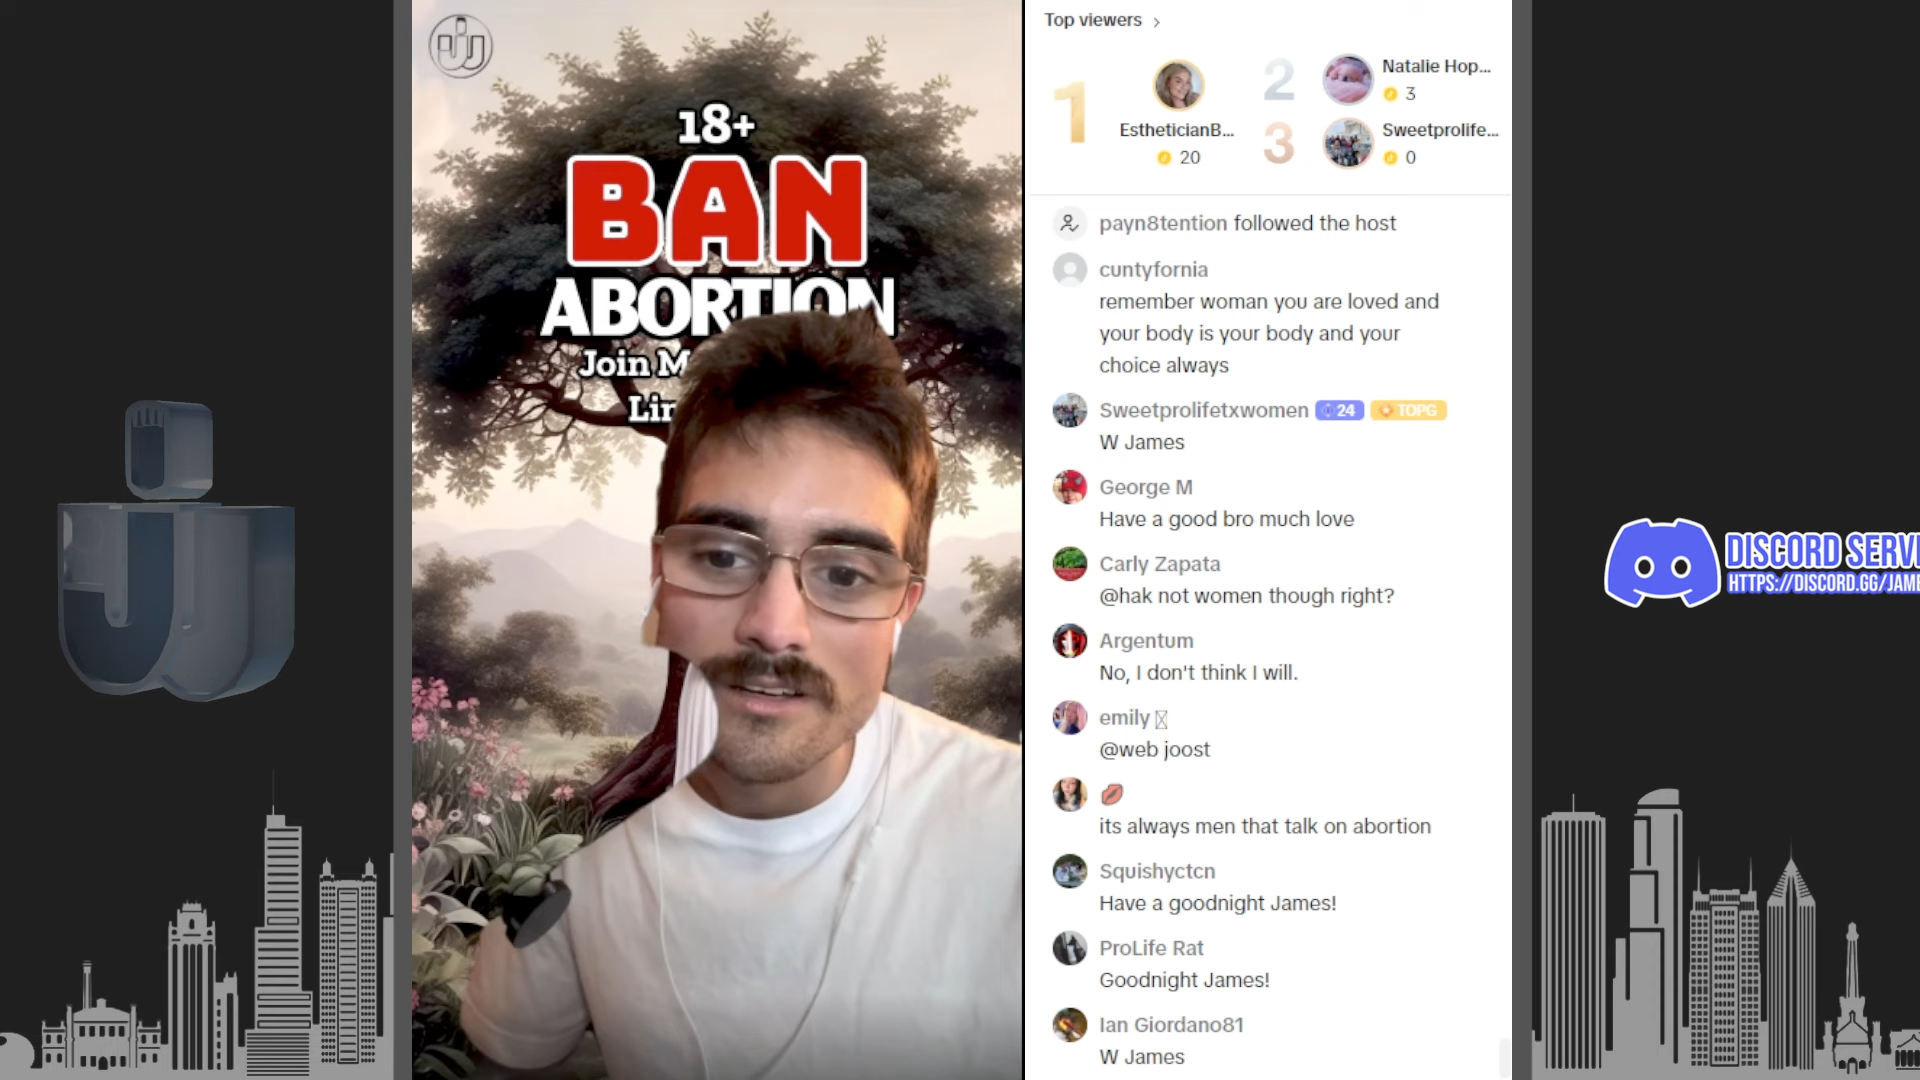 18+
BAN
ABORTION
Join M
Lin
Top viewers
1
EstheticianB...
20
2
Natalie Hop...
3
3
Sweetprolife...
0
payn8tention followed the host
cuntyfornia
remember woman you are loved and
your body is your body and your
choice always
Sweetprolifetxwomen 24 TOPG
W James
George M
Have a good bro much love
Carly Zapata
@hak not women though right?
Argentum
No, I don't think I will.
emily
@web joost
💋
its always men that talk on abortion
Squishyctcn
Have a goodnight James!
ProLife Rat
Goodnight James!
Ian Giordano81
W James
DISCORD SERV
HTTPS://DISCORD.GG/JAM